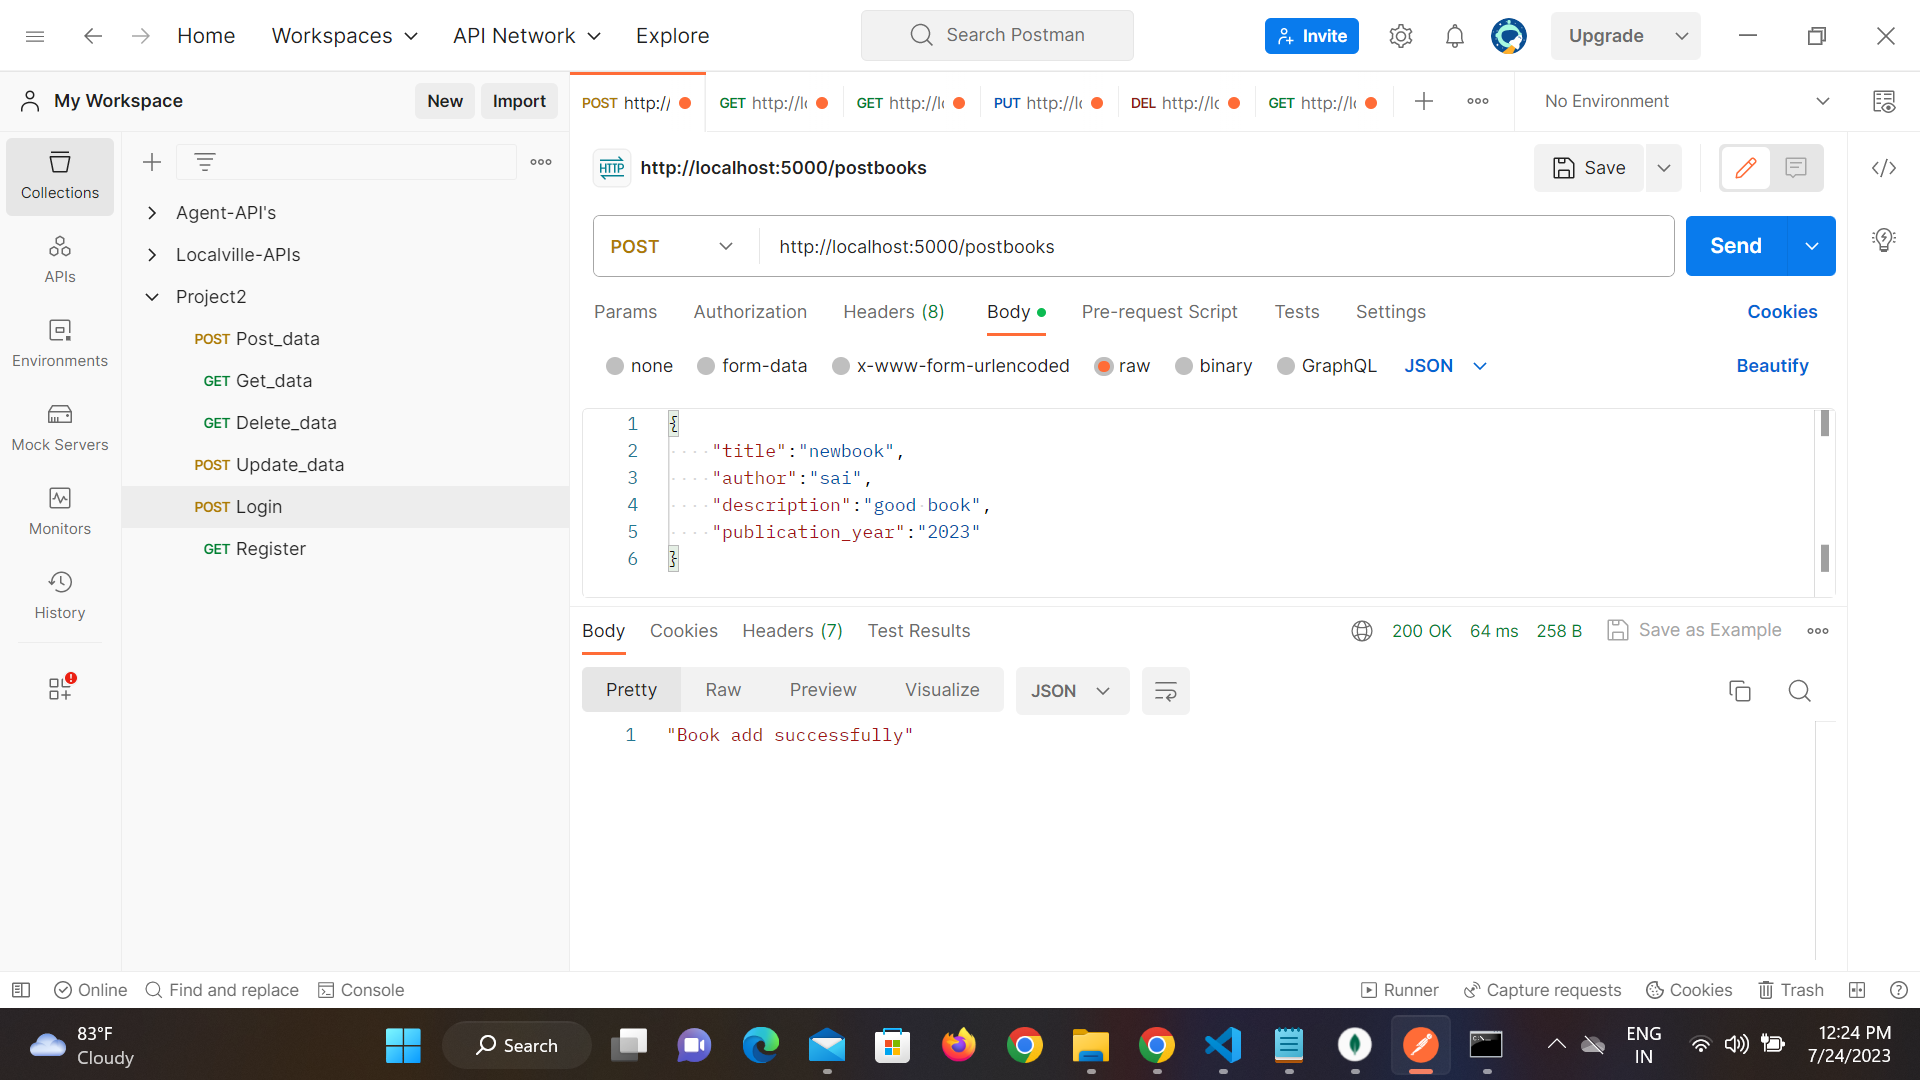 Home
Workspaces
API Network
Explore
Search Postman
Invite
Upgrade
My Workspace
New
Import
POST http://
GET http://lo
GET http://lo
PUT http://lo
DEL http://lo
GET http://lo
No Environment
Collections
APIs
Environments
Mock Servers
Monitors
History
Agent-API's
Localville-APIs
Project2
POST Post_data
GET Get_data
GET Delete_data
POST Update_data
POST Login
GET Register
HTTP http://localhost:5000/postbooks
Save
POST
http://localhost:5000/postbooks
Send
Params
Authorization
Headers (8)
Body
Pre-request Script
Tests
Settings
Cookies
none
form-data
x-www-form-urlencoded
raw
binary
GraphQL
JSON
Beautify
1 {
2 "title":"newbook",
3 "author":"sai",
4 "description":"good book",
5 "publication_year":"2023"
6 }
Body
Cookies
Headers (7)
Test Results
200 OK
64 ms
258 B
Save as Example
Pretty
Raw
Preview
Visualize
JSON
1 "Book add successfully"
Online
Find and replace
Console
Runner
Capture requests
Cookies
Trash
83°F
Cloudy
Search
ENG
IN
12:24 PM
7/24/2023